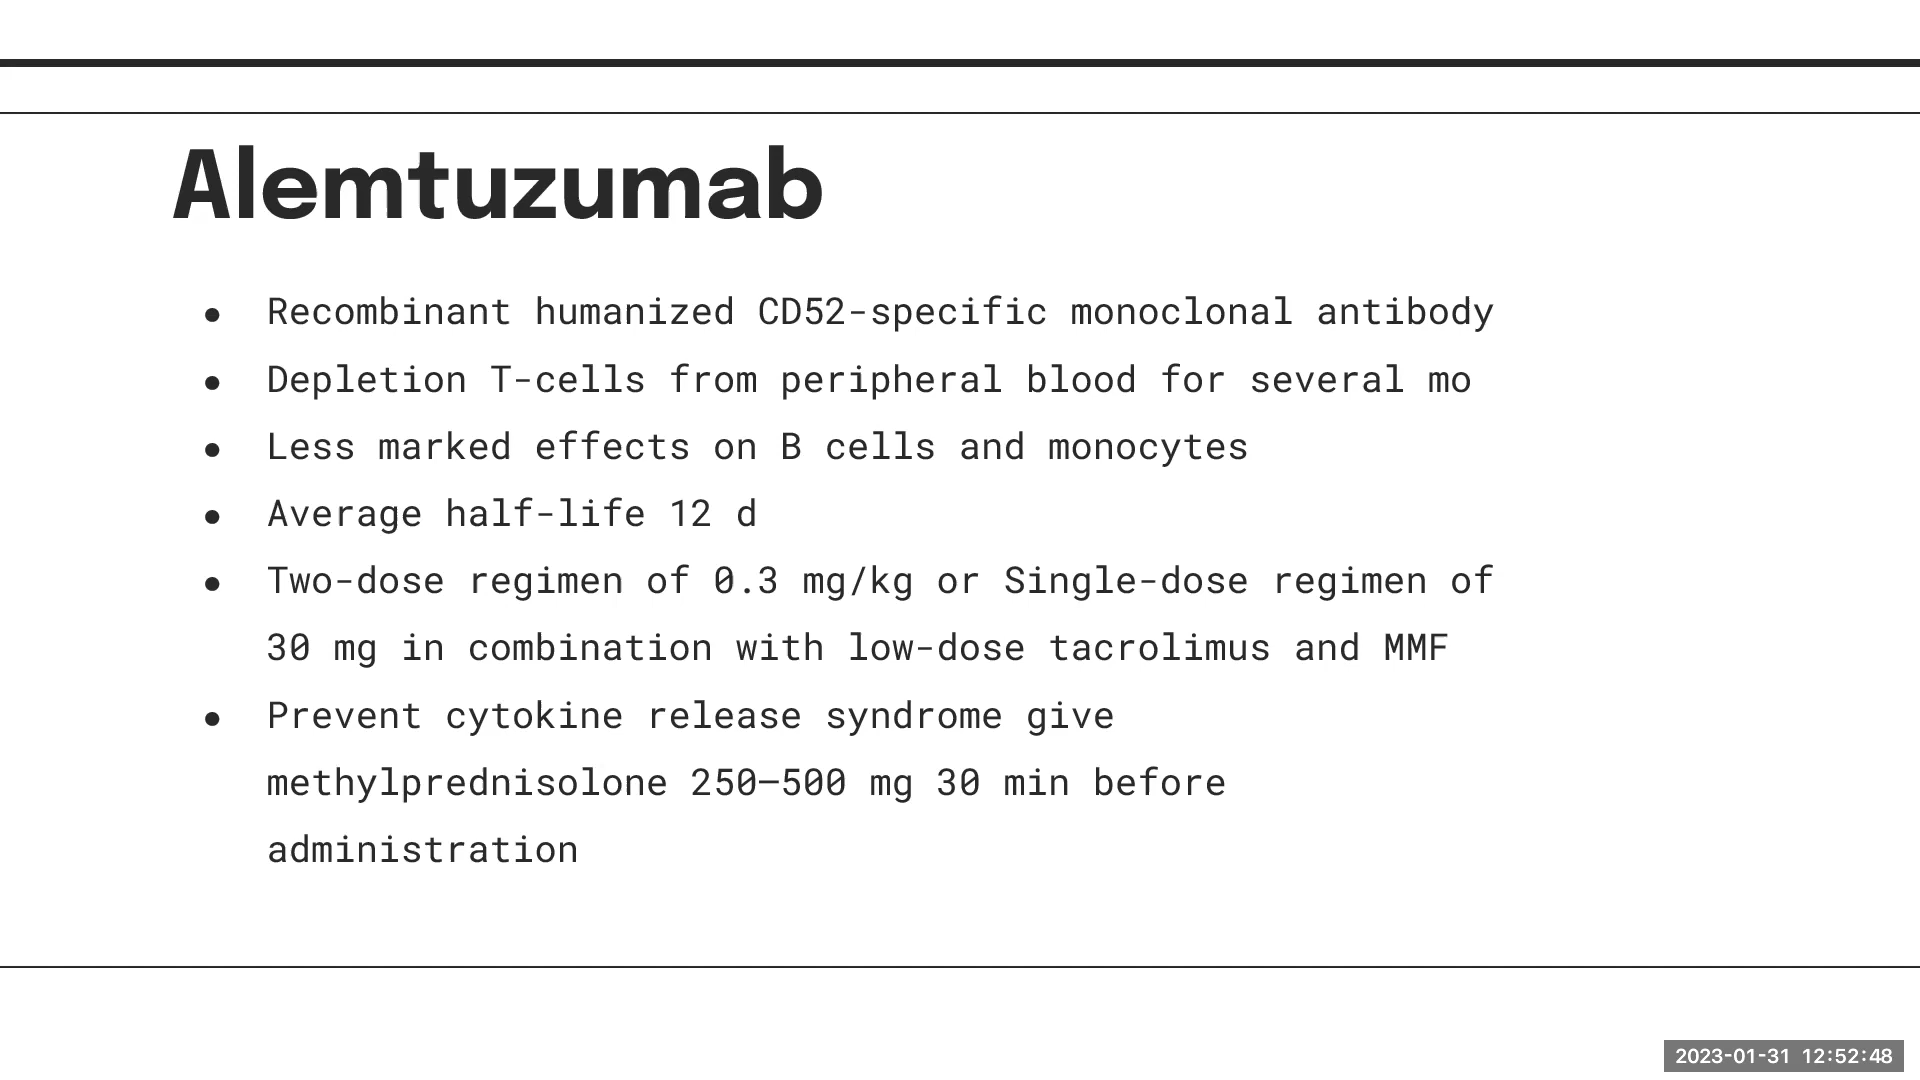 Alemtuzumab
● Recombinant humanized CD52-specific monoclonal antibody
● Depletion T-cells from peripheral blood for several mo
● Less marked effects on B cells and monocytes
● Average half-life 12 d
● Two-dose regimen of 0.3 mg/kg or Single-dose regimen of
30 mg in combination with low-dose tacrolimus and MMF
● Prevent cytokine release syndrome give
methylprednisolone 250–500 mg 30 min before
administration
2023-01-31 12:52:48